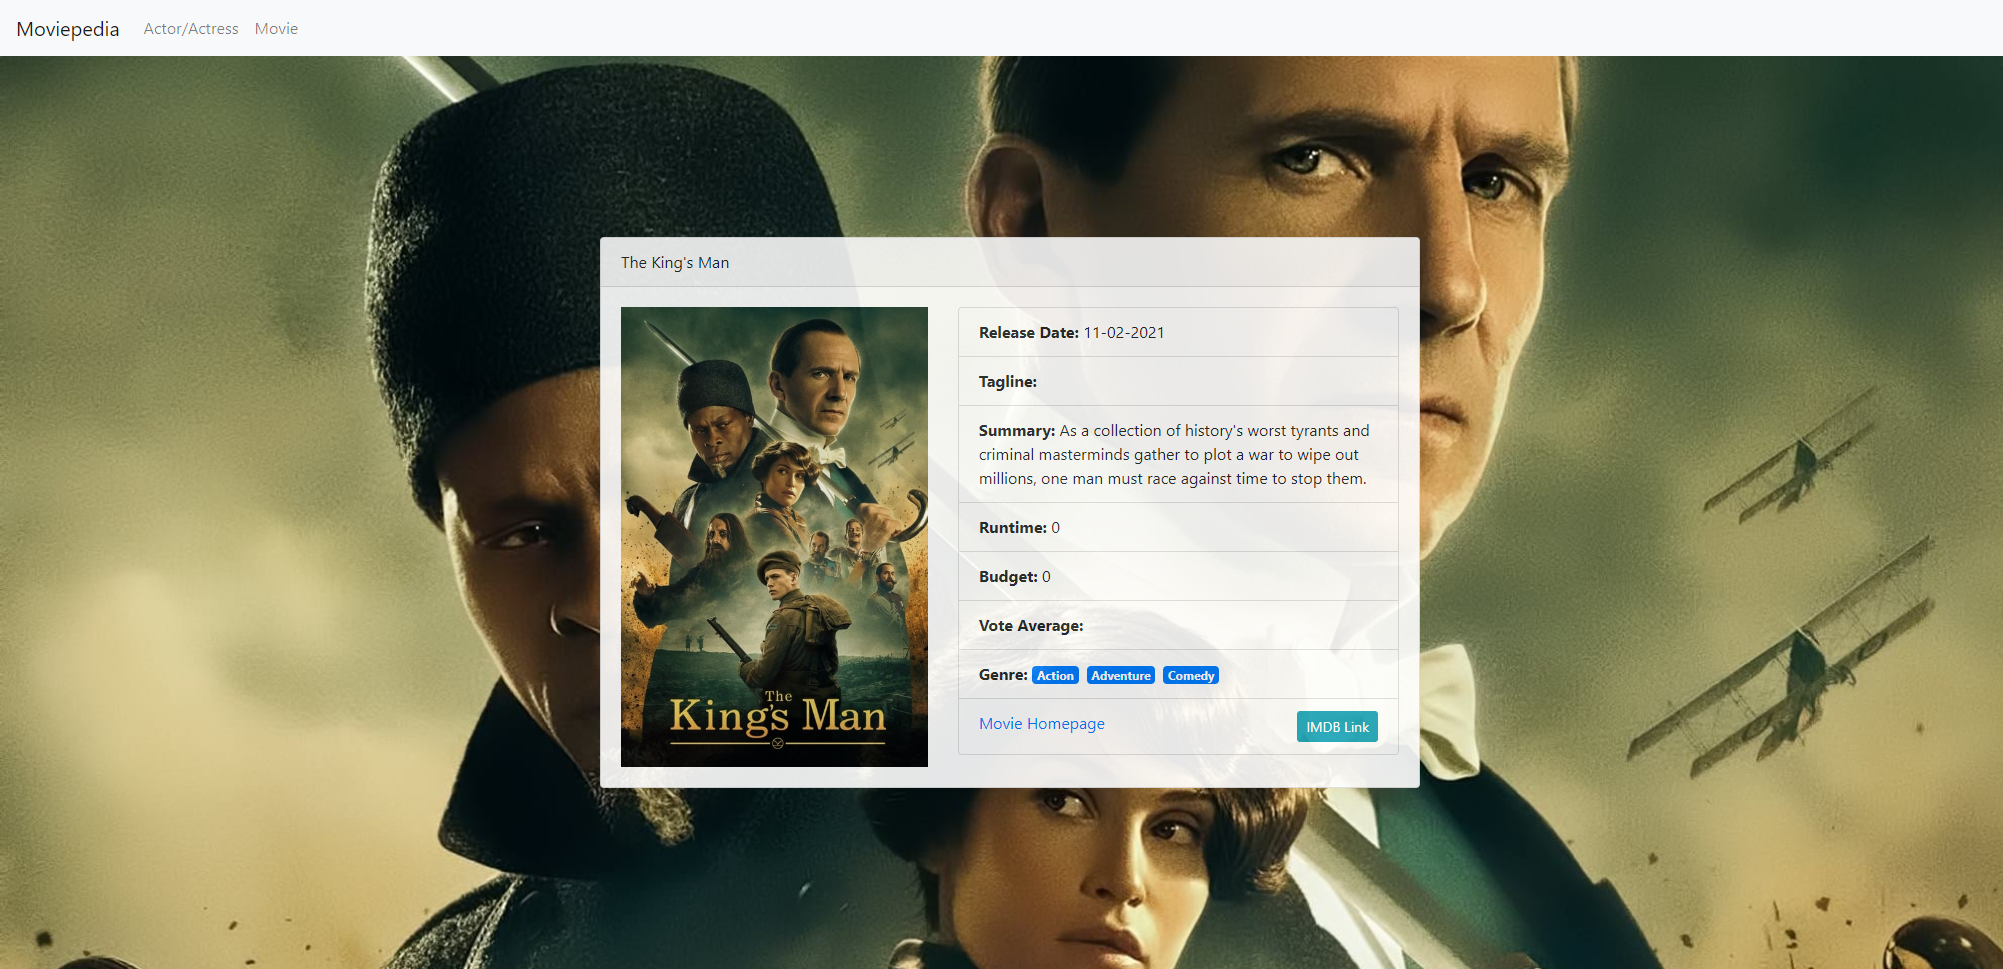 Moviepedia Actor/Actress Movie
The King's Man
The
King's Man
Release Date: 11-02-2021
Tagline:
Summary: As a collection of history's worst tyrants and
criminal masterminds gather to plot a war to wipe out
millions, one man must race against time to stop them.
Runtime: 0
Budget: 0
Vote Average:
Genre: Action Adventure Comedy
Movie Homepage IMDB Link